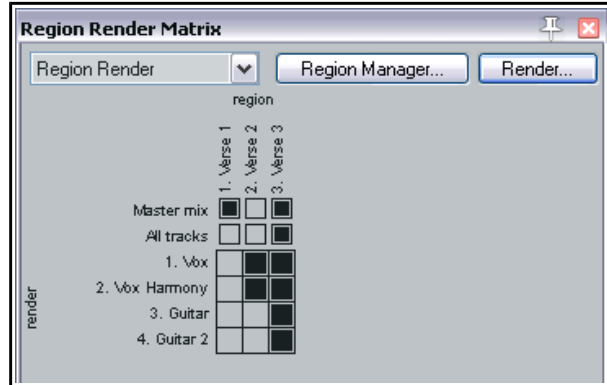 Region Render Matrix
Region Render
Region Manager...
Render...
region
1. Verse 1
2. Verse 2
3. Verse 3
Master mix
All tracks
1. Vox
2. Vox Harmony
3. Guitar
4. Guitar 2
render